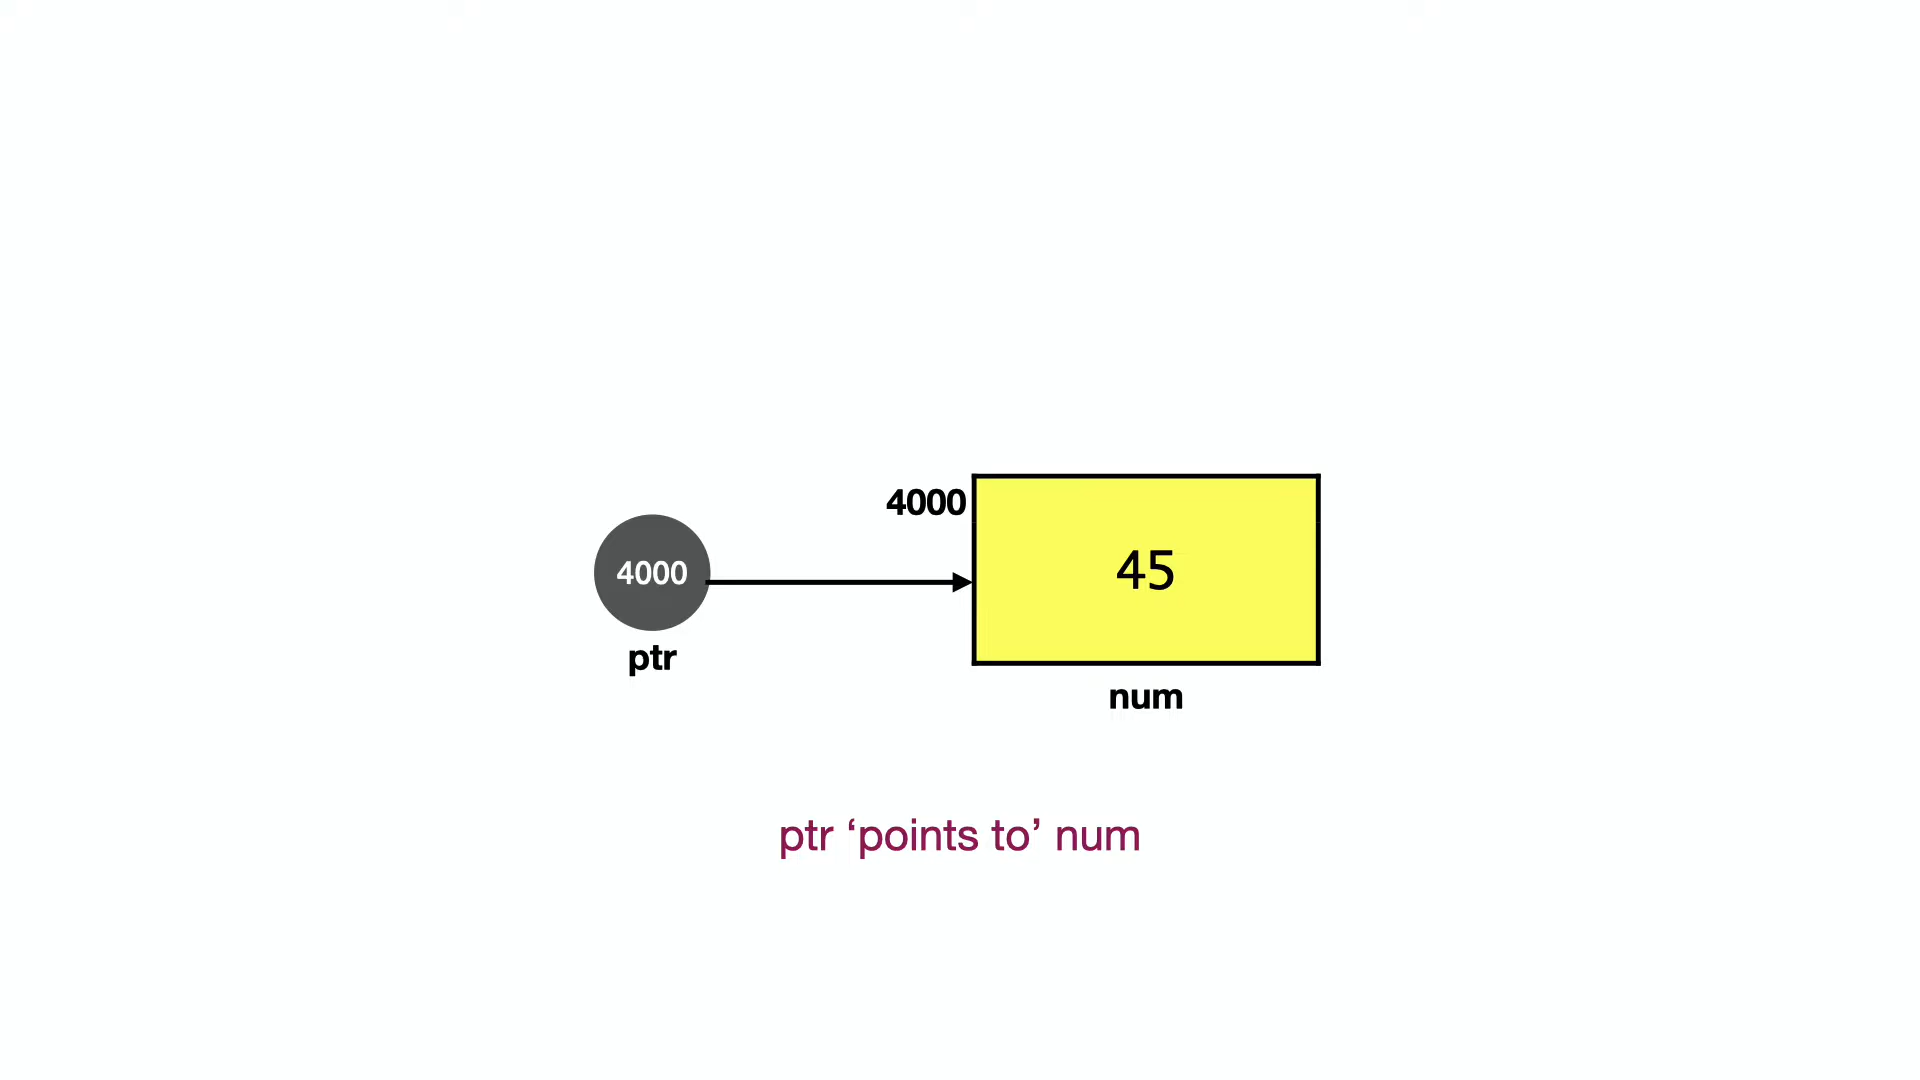 4000
4000
45
ptr
num
ptr ‘points to’ num